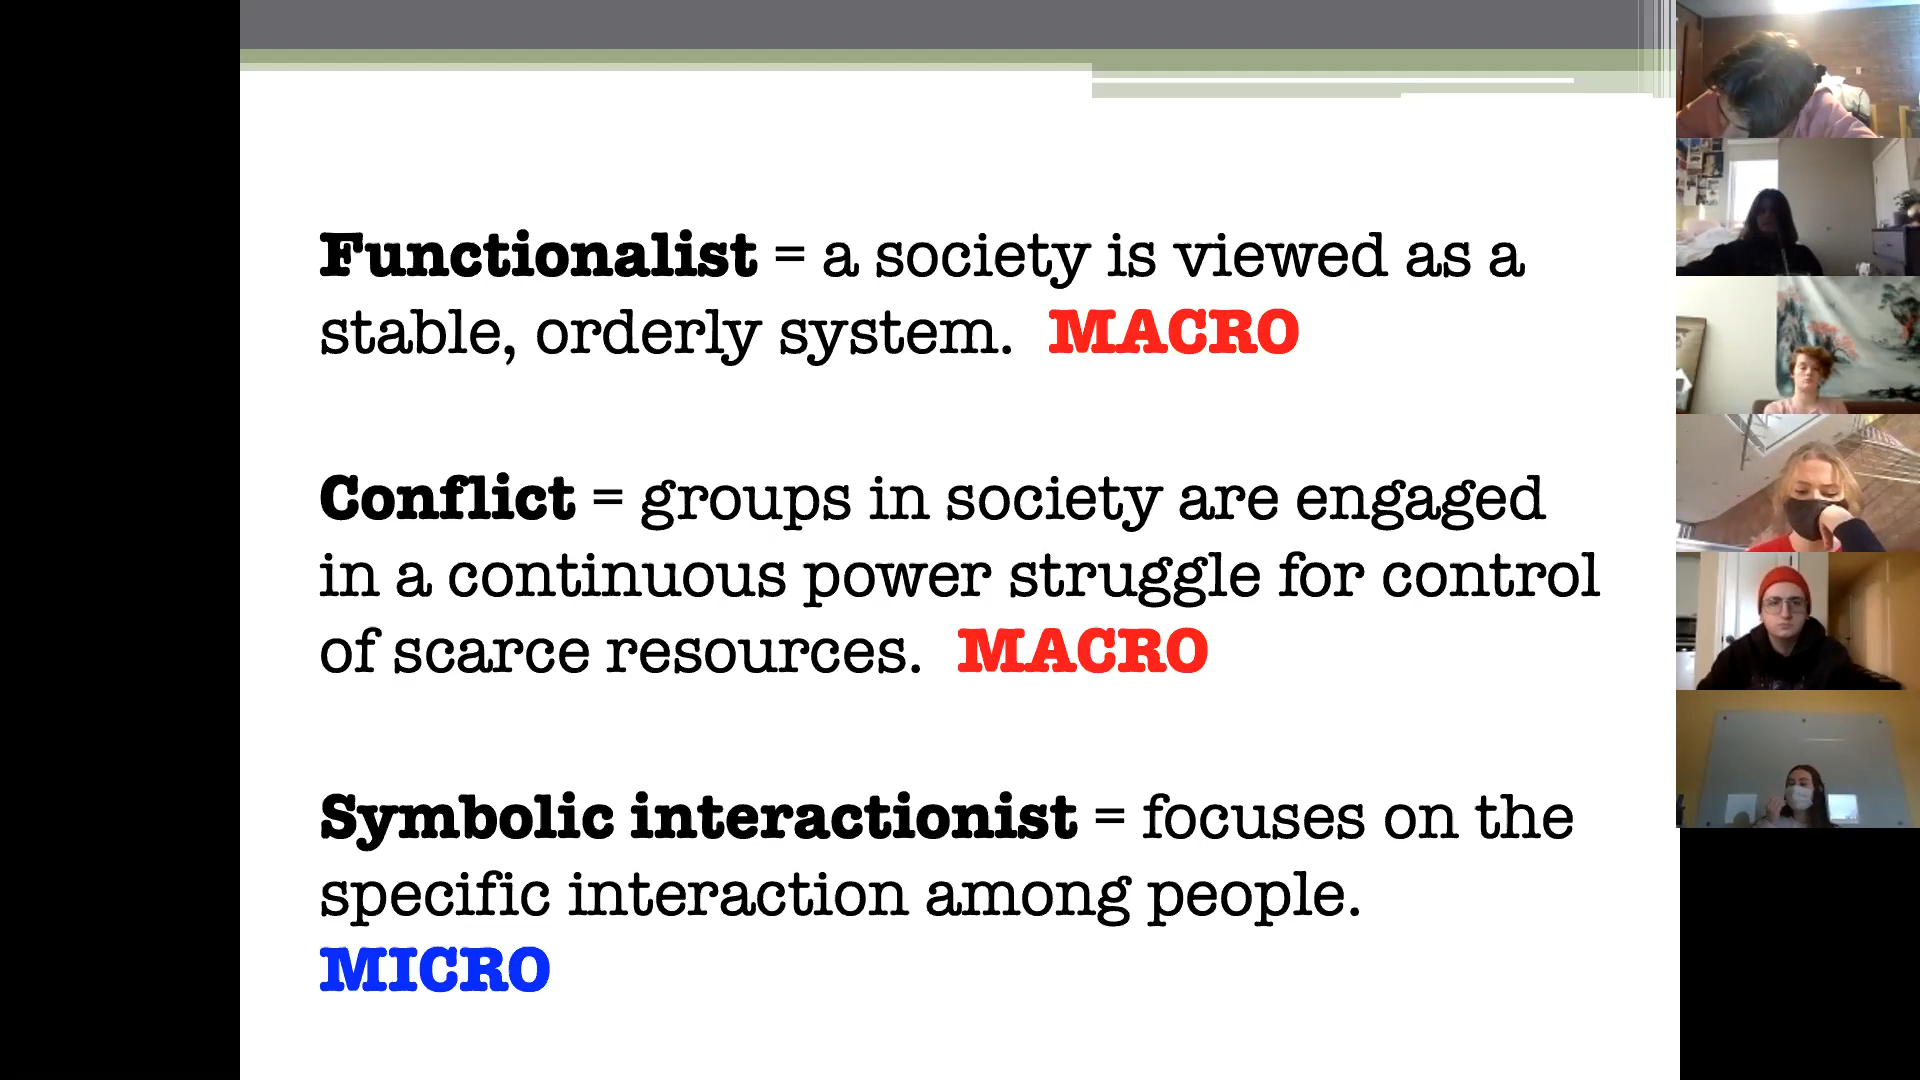 Functionalist = a society is viewed as a
stable, orderly system. MACRO
Conflict = groups in society are engaged
in a continuous power struggle for control
of scarce resources. MACRO
Symbolic interactionist = focuses on the
specific interaction among people.
MICRO